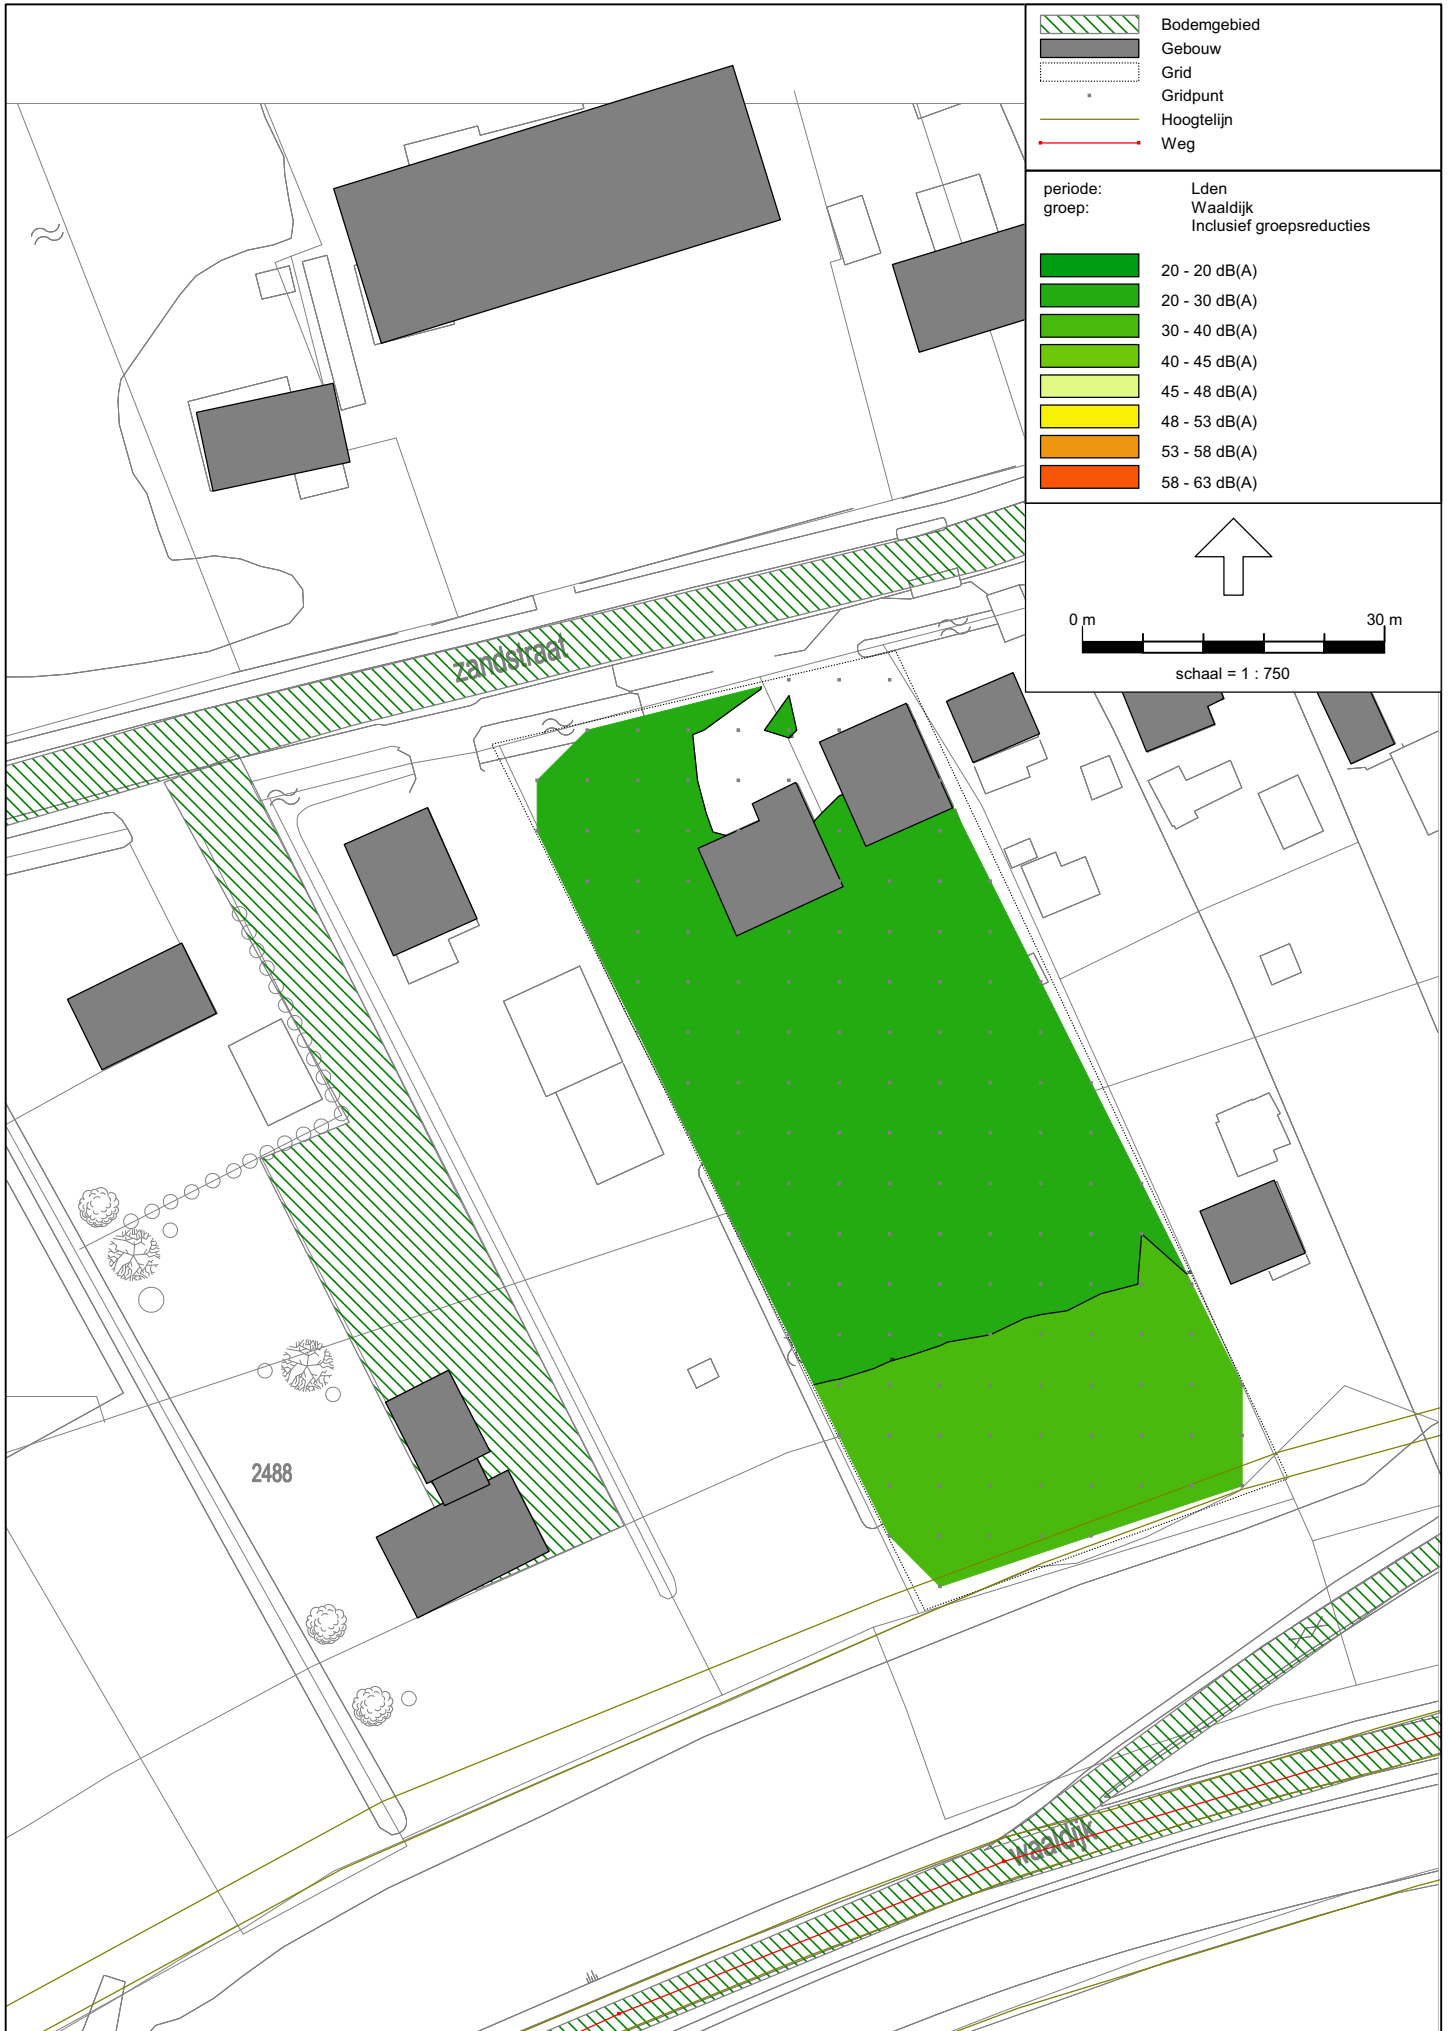 Bodemgebied
Gebouw
Grid
Gridpunt
Hoogtelijn
Weg
periode: Lden
groep: Waaldijk
Inclusief groepsreducties
20 - 20 dB(A)
20 - 30 dB(A)
30 - 40 dB(A)
40 - 45 dB(A)
45 - 48 dB(A)
48 - 53 dB(A)
53 - 58 dB(A)
58 - 63 dB(A)
0 m 30 m
schaal = 1 : 750
zandstraat
2488
waaldijk